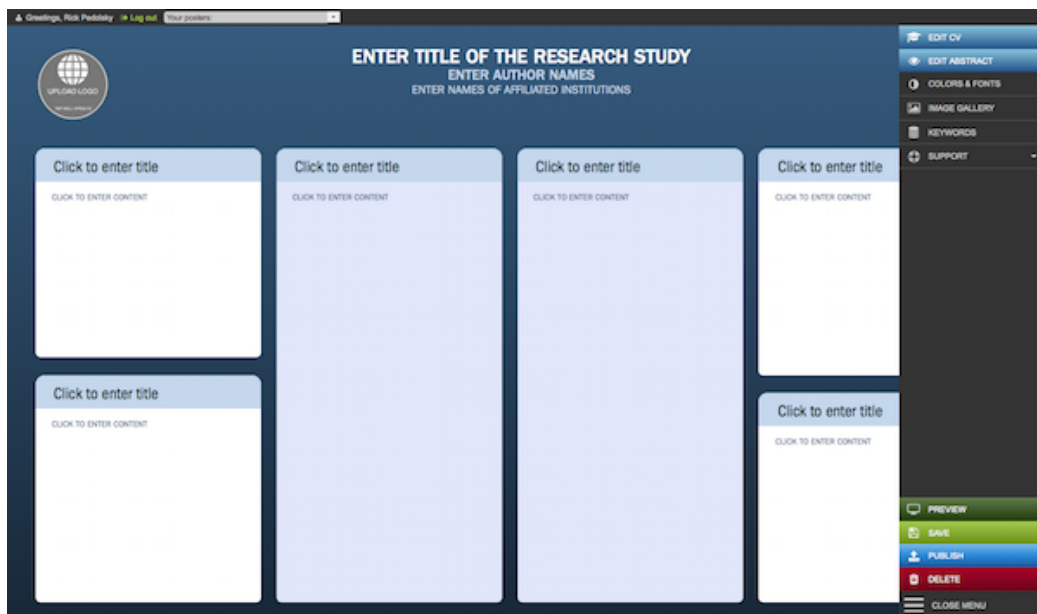 Greetings, Rick Pedolsky Log out Your posters:
UPLOAD LOGO
ENTER TITLE OF THE RESEARCH STUDY
ENTER AUTHOR NAMES
ENTER NAMES OF AFFILIATED INSTITUTIONS
Click to enter title
CLICK TO ENTER CONTENT
Click to enter title
CLICK TO ENTER CONTENT
Click to enter title
CLICK TO ENTER CONTENT
Click to enter title
CLICK TO ENTER CONTENT
Click to enter title
CLICK TO ENTER CONTENT
Click to enter title
CLICK TO ENTER CONTENT
EDIT CV
EDIT ABSTRACT
COLORS & FONTS
IMAGE GALLERY
KEYWORDS
SUPPORT
PREVIEW
SAVE
PUBLISH
DELETE
CLOSE MENU